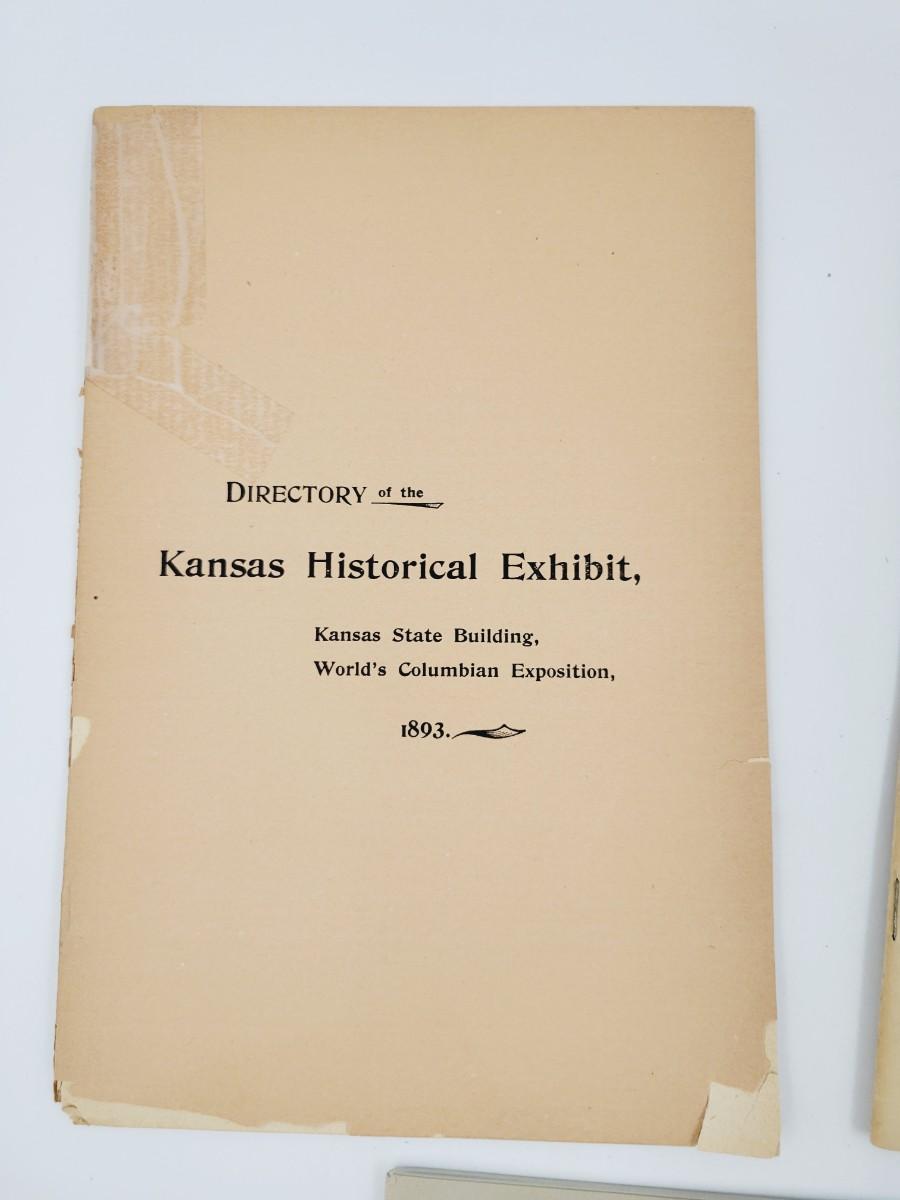 DIRECTORY of the
Kansas Historical Exhibit,
Kansas State Building,
World's Columbian Exposition,
1893.